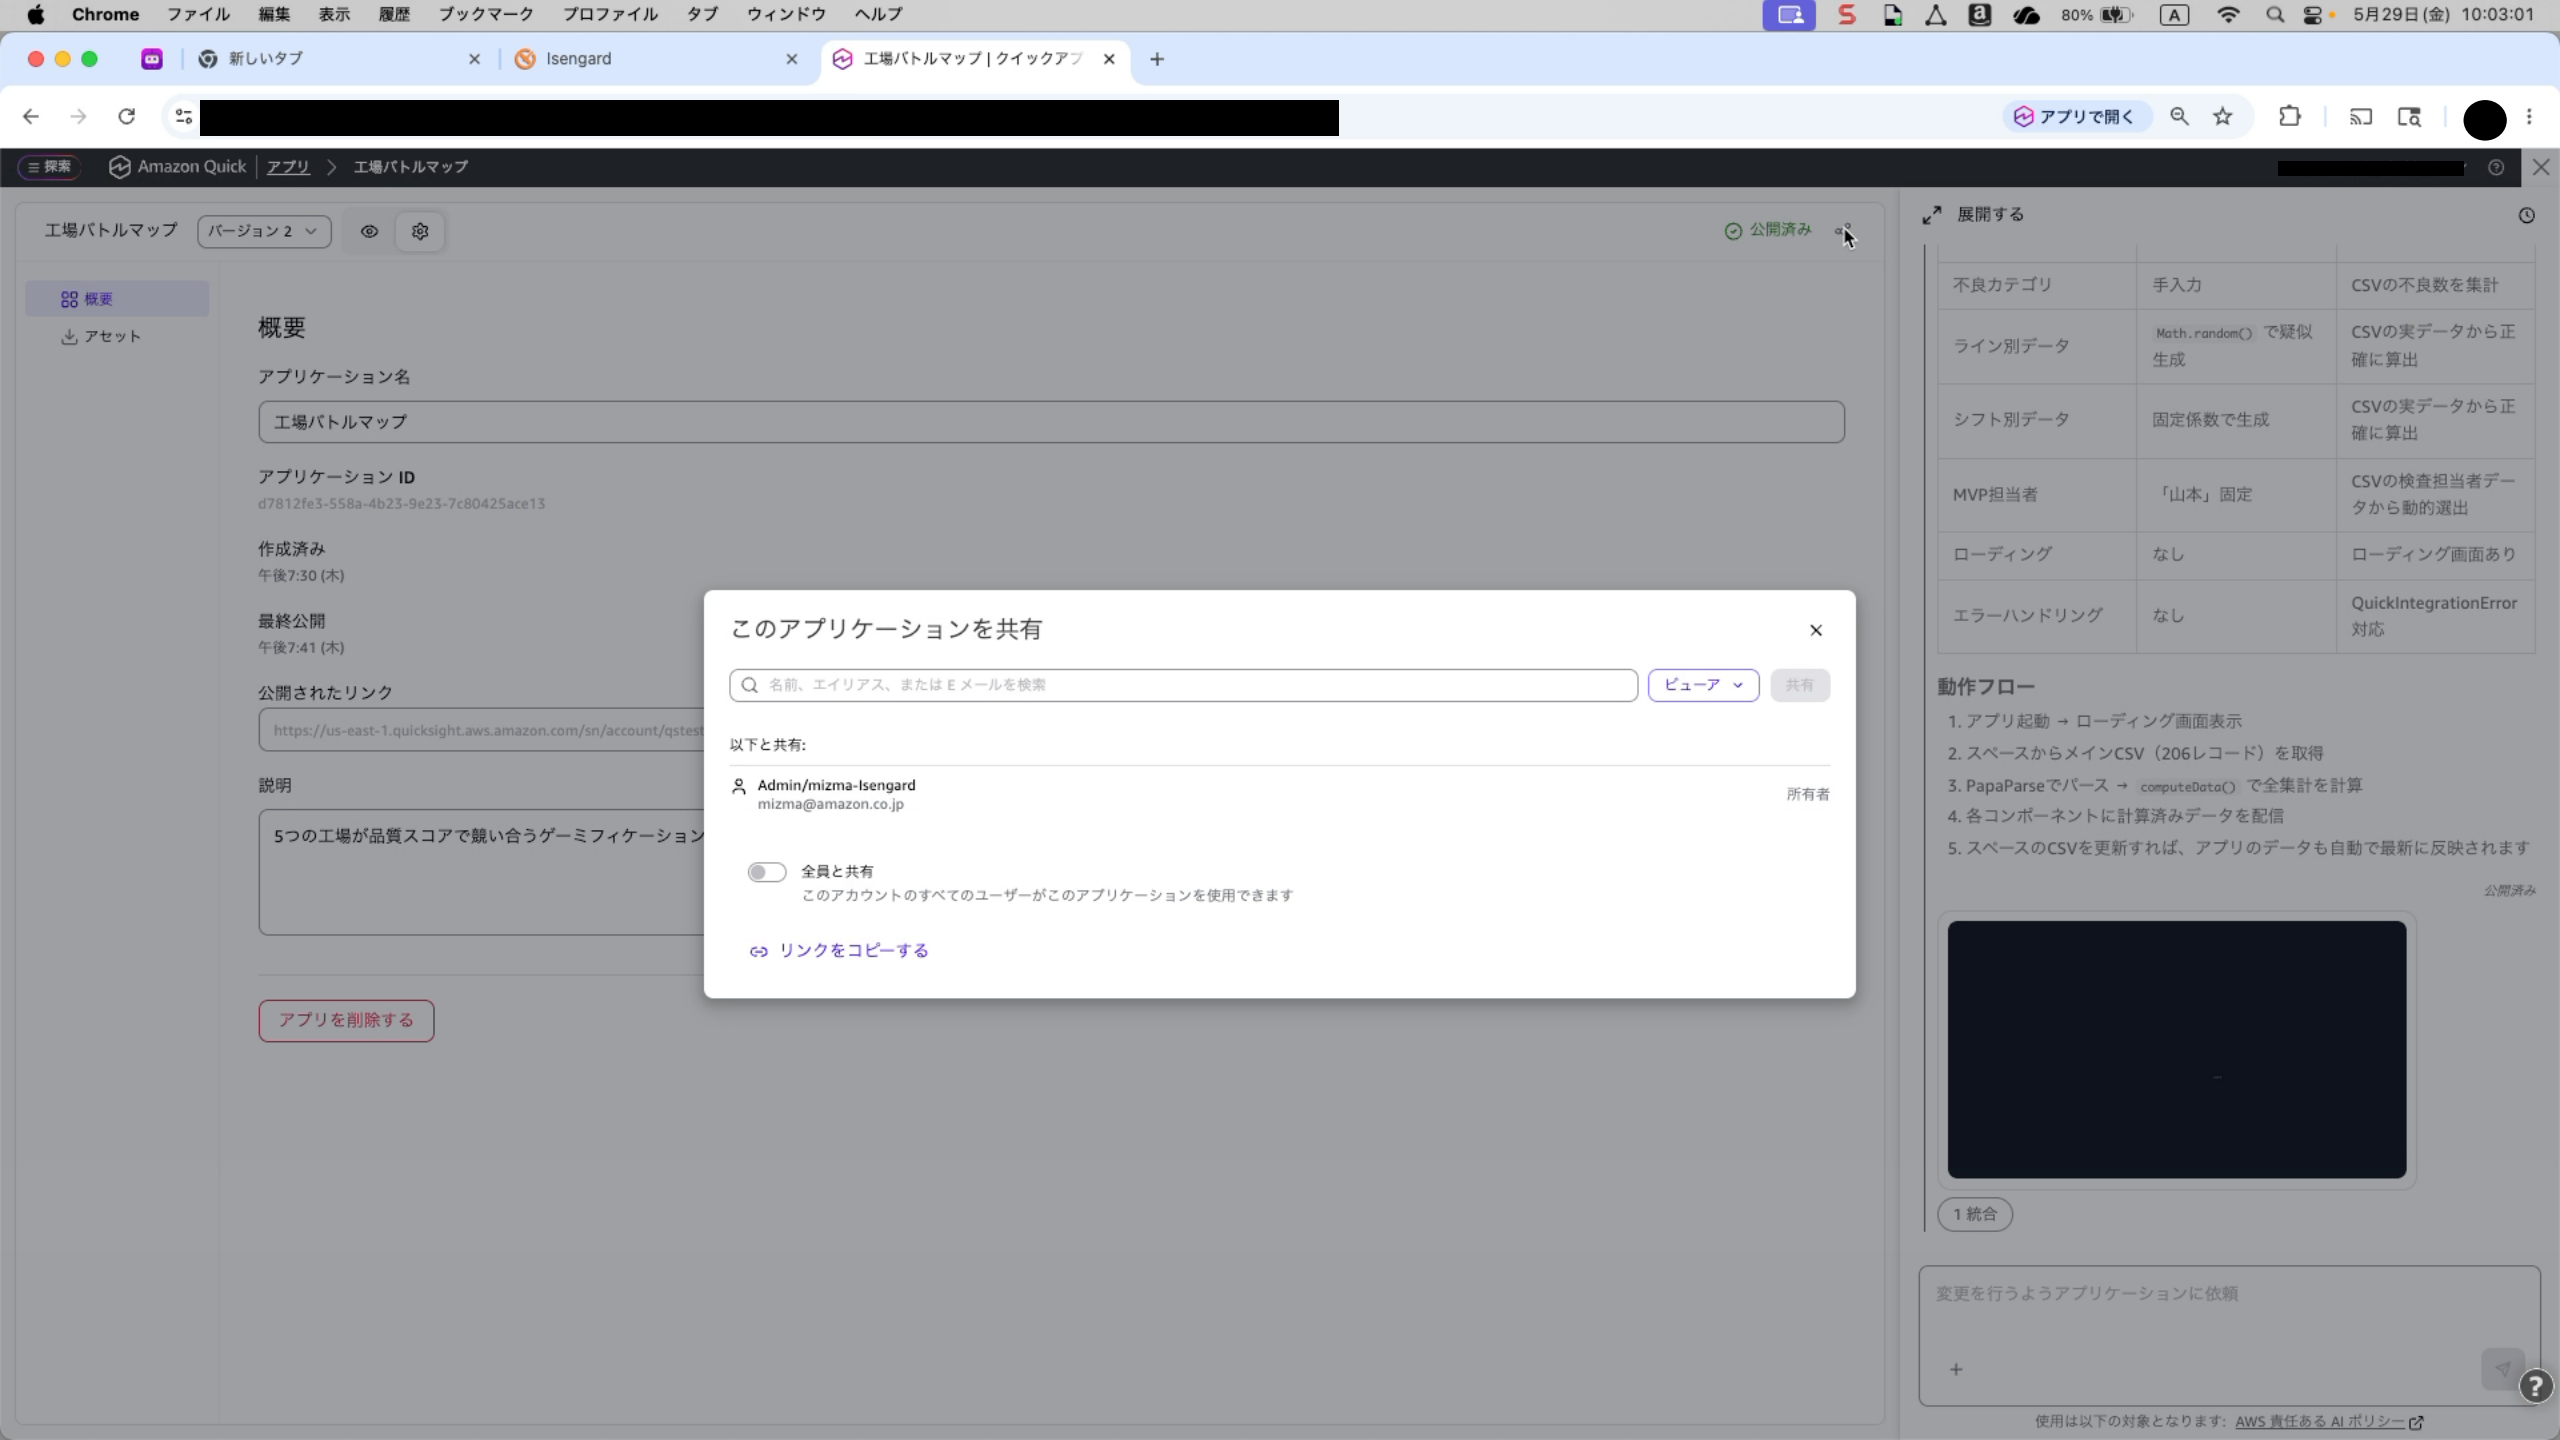 Chrome ファイル 編集 表示 履歴 ブックマーク プロファイル タブ ウィンドウ ヘルプ 80% A 5月29日(金) 10:03:01
新しいタブ
Isengard
工場バトルマップ | クイックアプ
アプリで開く
探索
Amazon Quick
アプリ
工場バトルマップ
工場バトルマップ
バージョン 2
公開済み
概要
アセット
概要
アプリケーション名
工場バトルマップ
アプリケーション ID
d7812fe3-558a-4b23-9e23-7c80425ace13
作成済み
午後7:30 (木)
最終公開
午後7:41 (木)
公開されたリンク
https://us-east-1.quicksight.aws.amazon.com/sn/account/qstest
説明
5つの工場が品質スコアで競い合うゲーミフィケーション
アプリを削除する
このアプリケーションを共有
名前、エイリアス、または E メールを検索
ビューア
共有
以下と共有:
Admin/mizma-Isengard
mizma@amazon.co.jp
所有者
全員と共有
このアカウントのすべてのユーザーがこのアプリケーションを使用できます
リンクをコピーする
展開する
不良カテゴリ 手入力 CSVの不良数を集計
ライン別データ Math.random() で疑似生成 CSVの実データから正確に算出
シフト別データ 固定係数で生成 CSVの実データから正確に算出
MVP担当者 「山本」固定 CSVの検査担当者データから動的選出
ローディング なし ローディング画面あり
エラーハンドリング なし QuickIntegrationError対応
動作フロー
1. アプリ起動 → ローディング画面表示
2. スペースからメインCSV（206レコード）を取得
3. PapaParseでパース → computeData() で全集計を計算
4. 各コンポーネントに計算済みデータを配信
5. スペースのCSVを更新すれば、アプリのデータも自動で最新に反映されます
公開済み
1 統合
変更を行うようアプリケーションに依頼
使用は以下の対象となります: AWS 責任ある AI ポリシー